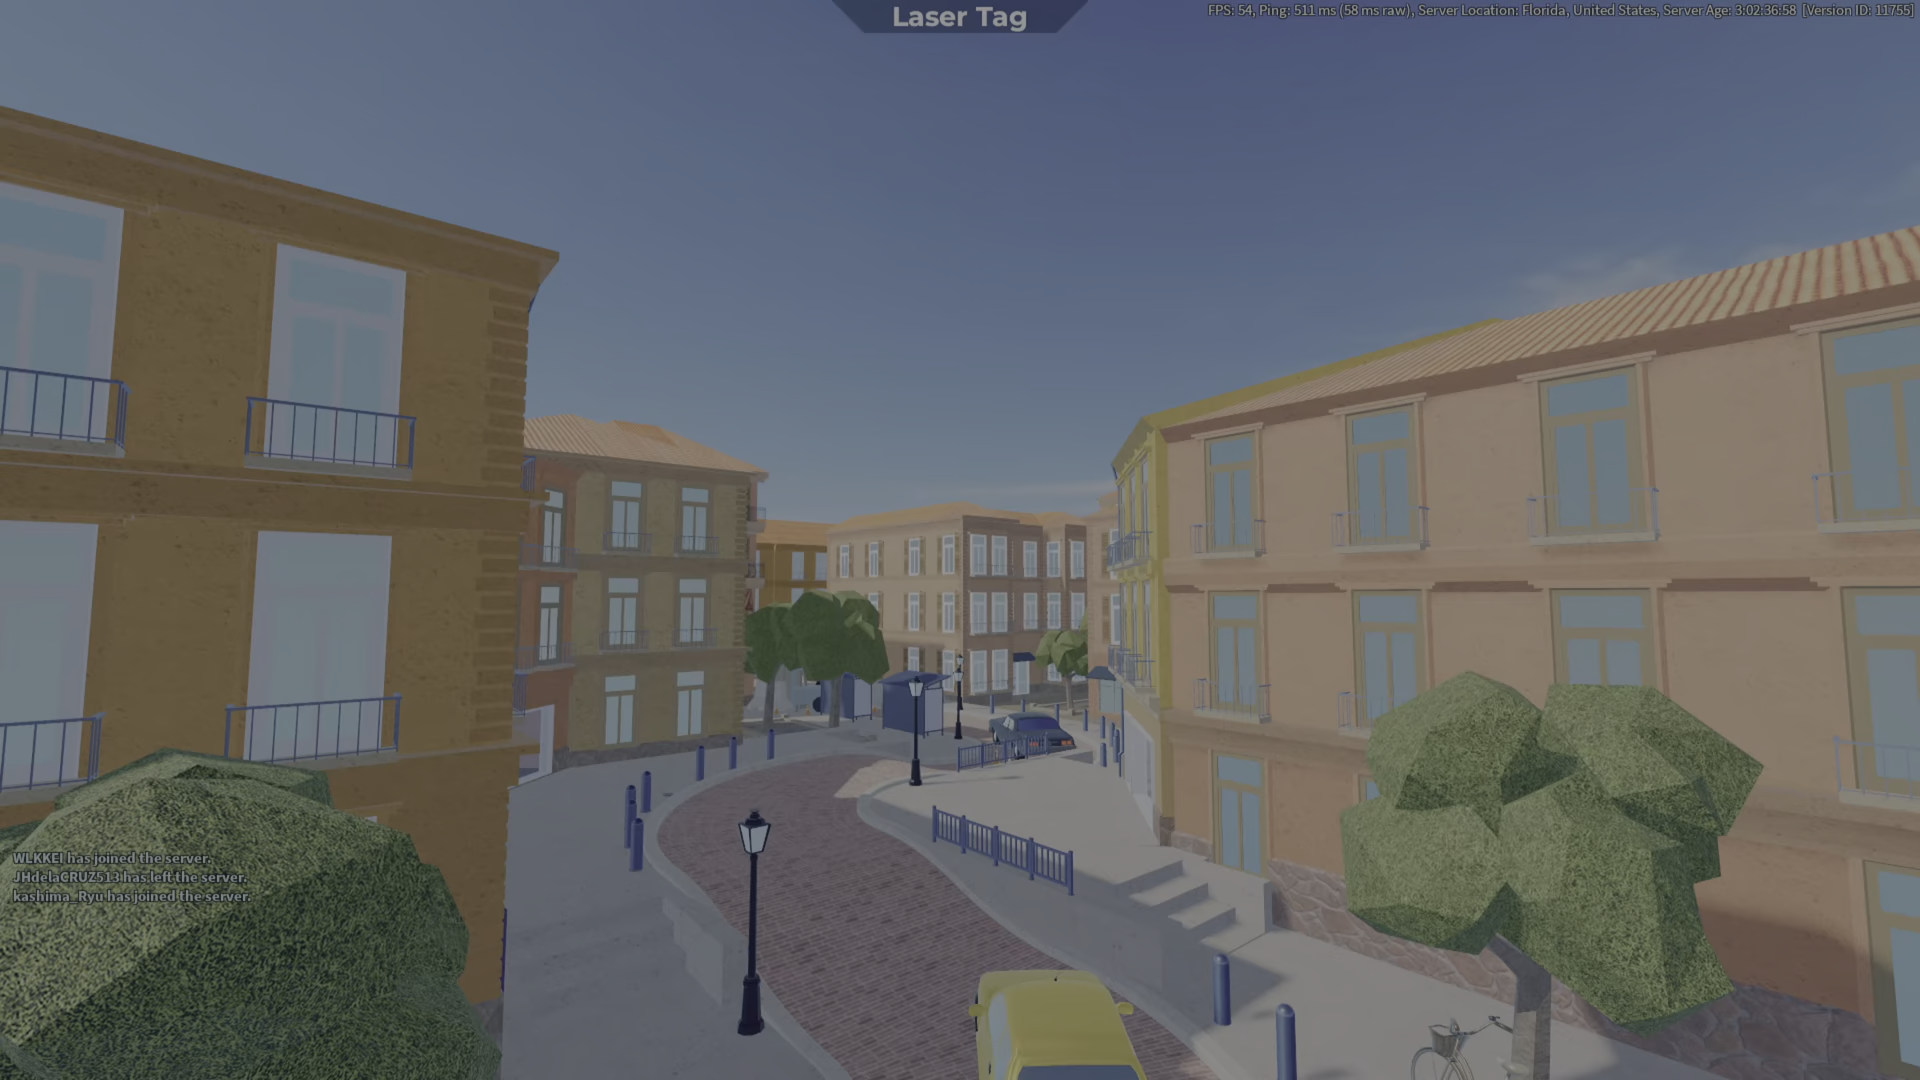 Laser Tag
FPS: 54, Ping: 511 ms (58 ms raw), Server Location: Florida, United States, Server Age: 3:02:36:58 [Version ID: 11755]
WLKKEI has joined the server.
JHdelaCRUZ513 has left the server.
kashima_Ryu has joined the server.